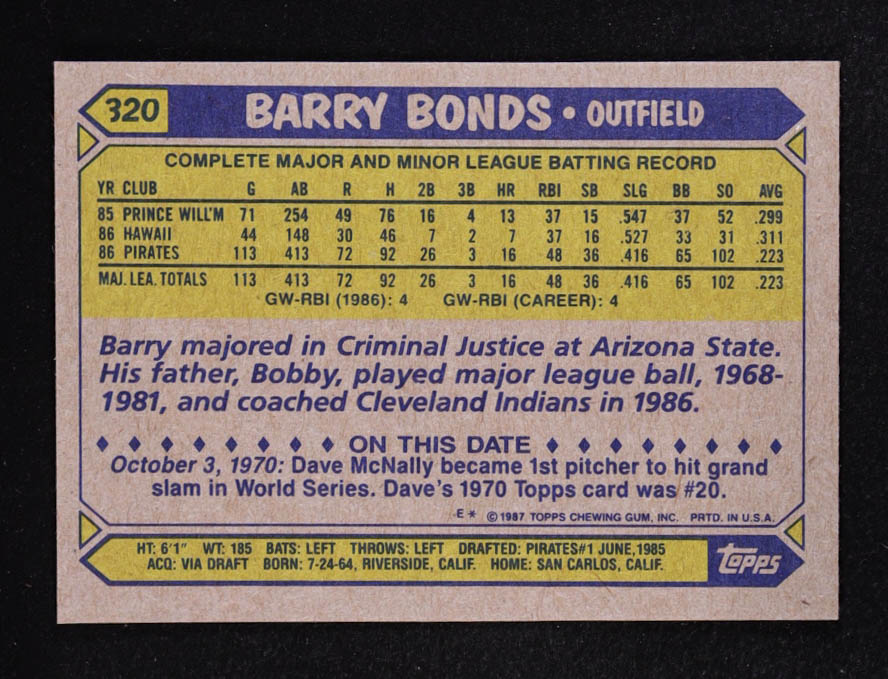 320 BARRY BONDS • OUTFIELD
COMPLETE MAJOR AND MINOR LEAGUE BATTING RECORD
YR CLUB G AB R H 2B 3B HR RBI SB SLG BB SO AVG
85 PRINCE WILL'M 71 254 49 76 16 4 13 37 15 .547 37 52 .299
86 HAWAII 44 148 30 46 7 2 7 37 16 .527 33 31 .311
86 PIRATES 113 413 72 92 26 3 16 48 36 .416 65 102 .223
MAJ. LEA. TOTALS 113 413 72 92 26 3 16 48 36 .416 65 102 .223
GW-RBI (1986): 4 GW-RBI (CAREER): 4
Barry majored in Criminal Justice at Arizona State.
His father, Bobby, played major league ball, 1968-
1981, and coached Cleveland Indians in 1986.
♦ ♦ ♦ ♦ ♦ ♦ ♦ ♦ ON THIS DATE ♦ ♦ ♦ ♦ ♦ ♦ ♦ ♦
October 3, 1970: Dave McNally became 1st pitcher to hit grand
slam in World Series. Dave's 1970 Topps card was #20.
E* ©1987 TOPPS CHEWING GUM, INC. PRTD. IN U.S.A.
HT: 6'1" WT: 185 BATS: LEFT THROWS: LEFT DRAFTED: PIRATES#1 JUNE,1985
ACQ: VIA DRAFT BORN: 7-24-64, RIVERSIDE, CALIF. HOME: SAN CARLOS, CALIF.
topps